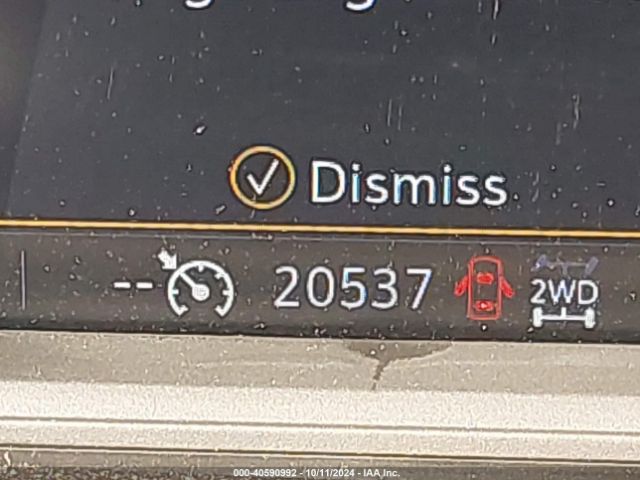 Dismiss
-- 20537 2WD
000-40590992 - 10/11/2024 - IAA,Inc.